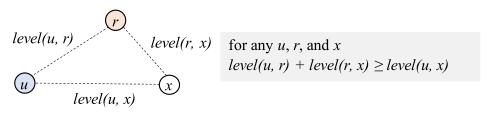 r
level(u, r)
level(r, x)
u
x
level(u, x)
for any u, r, and x
level(u, r) + level(r, x) ≥ level(u, x)